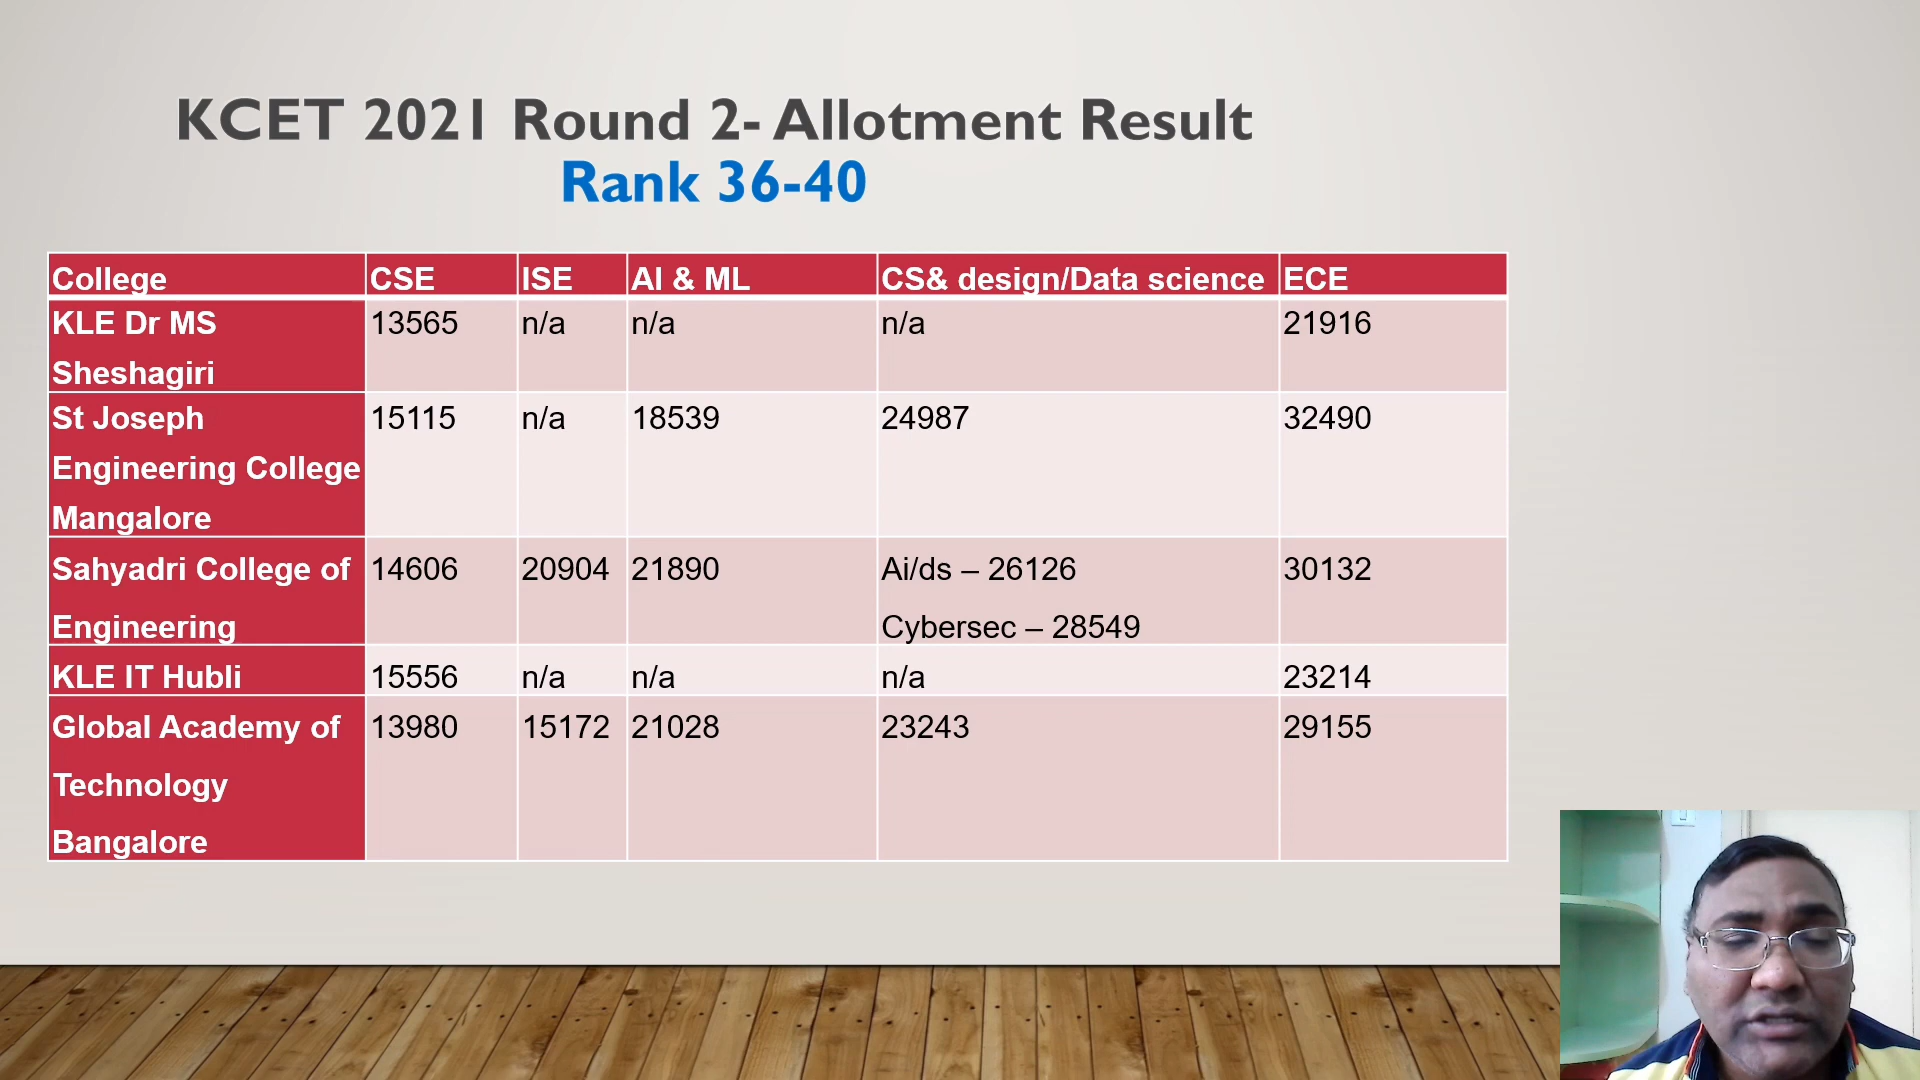 KCET 2021 Round 2- Allotment Result
Rank 36-40
College CSE ISE AI & ML CS& design/Data science ECE
KLE Dr MS 13565 n/a n/a n/a 21916
Sheshagiri
St Joseph 15115 n/a 18539 24987 32490
Engineering College
Mangalore
Sahyadri College of 14606 20904 21890 Ai/ds – 26126 30132
Engineering Cybersec – 28549
KLE IT Hubli 15556 n/a n/a n/a 23214
Global Academy of 13980 15172 21028 23243 29155
Technology
Bangalore